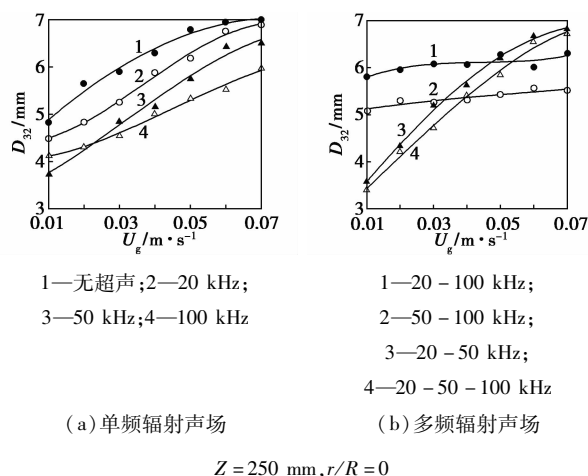 7
6
5
4
3
D₃₂/mm
1
2
3
4
0.01 0.03 0.05 0.07
U_g/m·s⁻¹
7
6
5
4
3
D₃₂/mm
1
2
3
4
0.01 0.03 0.05 0.07
U_g/m·s⁻¹
1—无超声;2—20 kHz;
3—50 kHz;4—100 kHz
(a)单频辐射声场
1—20-100 kHz;
2—50-100 kHz;
3—20-50 kHz;
4—20-50-100 kHz
(b)多频辐射声场
Z=250 mm,r/R=0